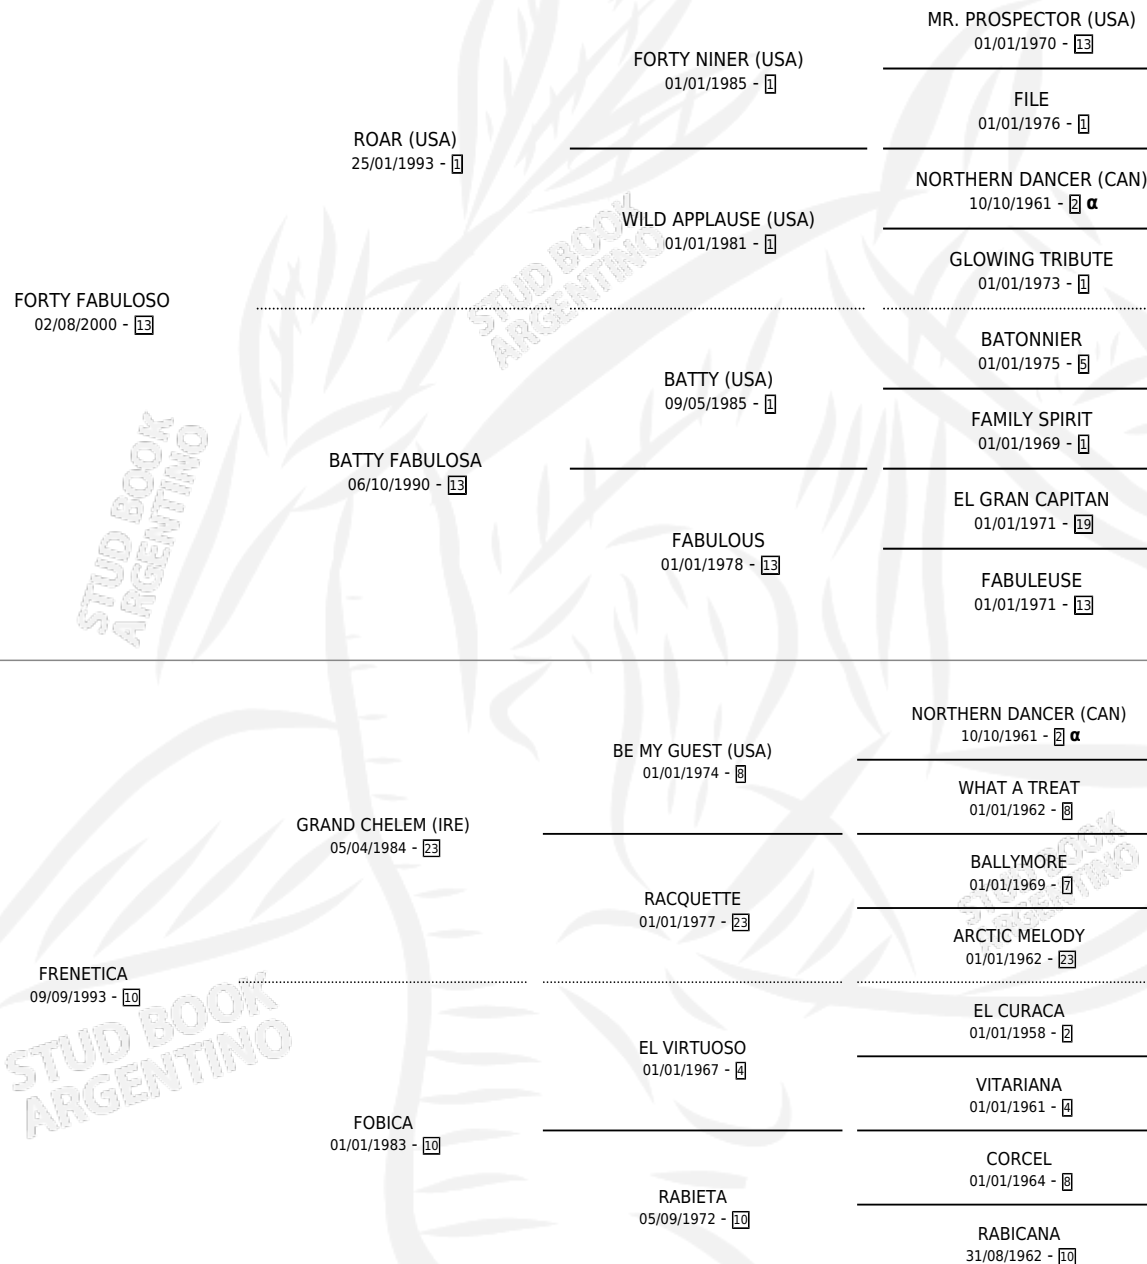 MR. PROSPECTOR (USA)
01/01/1970 - 13
FORTY NINER (USA)
01/01/1985 - 1
FILE
01/01/1976 - 1
ROAR (USA)
25/01/1993 - 1
NORTHERN DANCER (CAN)
10/10/1961 - 2 α
WILD APPLAUSE (USA)
01/01/1981 - 1
GLOWING TRIBUTE
01/01/1973 - 1
FORTY FABULOSO
02/08/2000 - 13
BATONNIER
01/01/1975 - 5
BATTY (USA)
09/05/1985 - 1
FAMILY SPIRIT
01/01/1969 - 1
BATTY FABULOSA
06/10/1990 - 13
EL GRAN CAPITAN
01/01/1971 - 19
FABULOUS
01/01/1978 - 13
FABULEUSE
01/01/1971 - 13
NORTHERN DANCER (CAN)
10/10/1961 - 2 α
BE MY GUEST (USA)
01/01/1974 - 8
WHAT A TREAT
01/01/1962 - 8
GRAND CHELEM (IRE)
05/04/1984 - 23
BALLYMORE
01/01/1969 - 7
RACQUETTE
01/01/1977 - 23
ARCTIC MELODY
01/01/1962 - 23
FRENETICA
09/09/1993 - 10
EL CURACA
01/01/1958 - 2
EL VIRTUOSO
01/01/1967 - 4
VITARIANA
01/01/1961 - 4
FOBICA
01/01/1983 - 10
CORCEL
01/01/1964 - 8
RABIETA
05/09/1972 - 10
RABICANA
31/08/1962 - 10
STUD BOOK
ARGENTINO
STUD BOOK
ARGENTINO
STUD BOOK
ARGENTINO
STUD BOOK
ARGENTINO